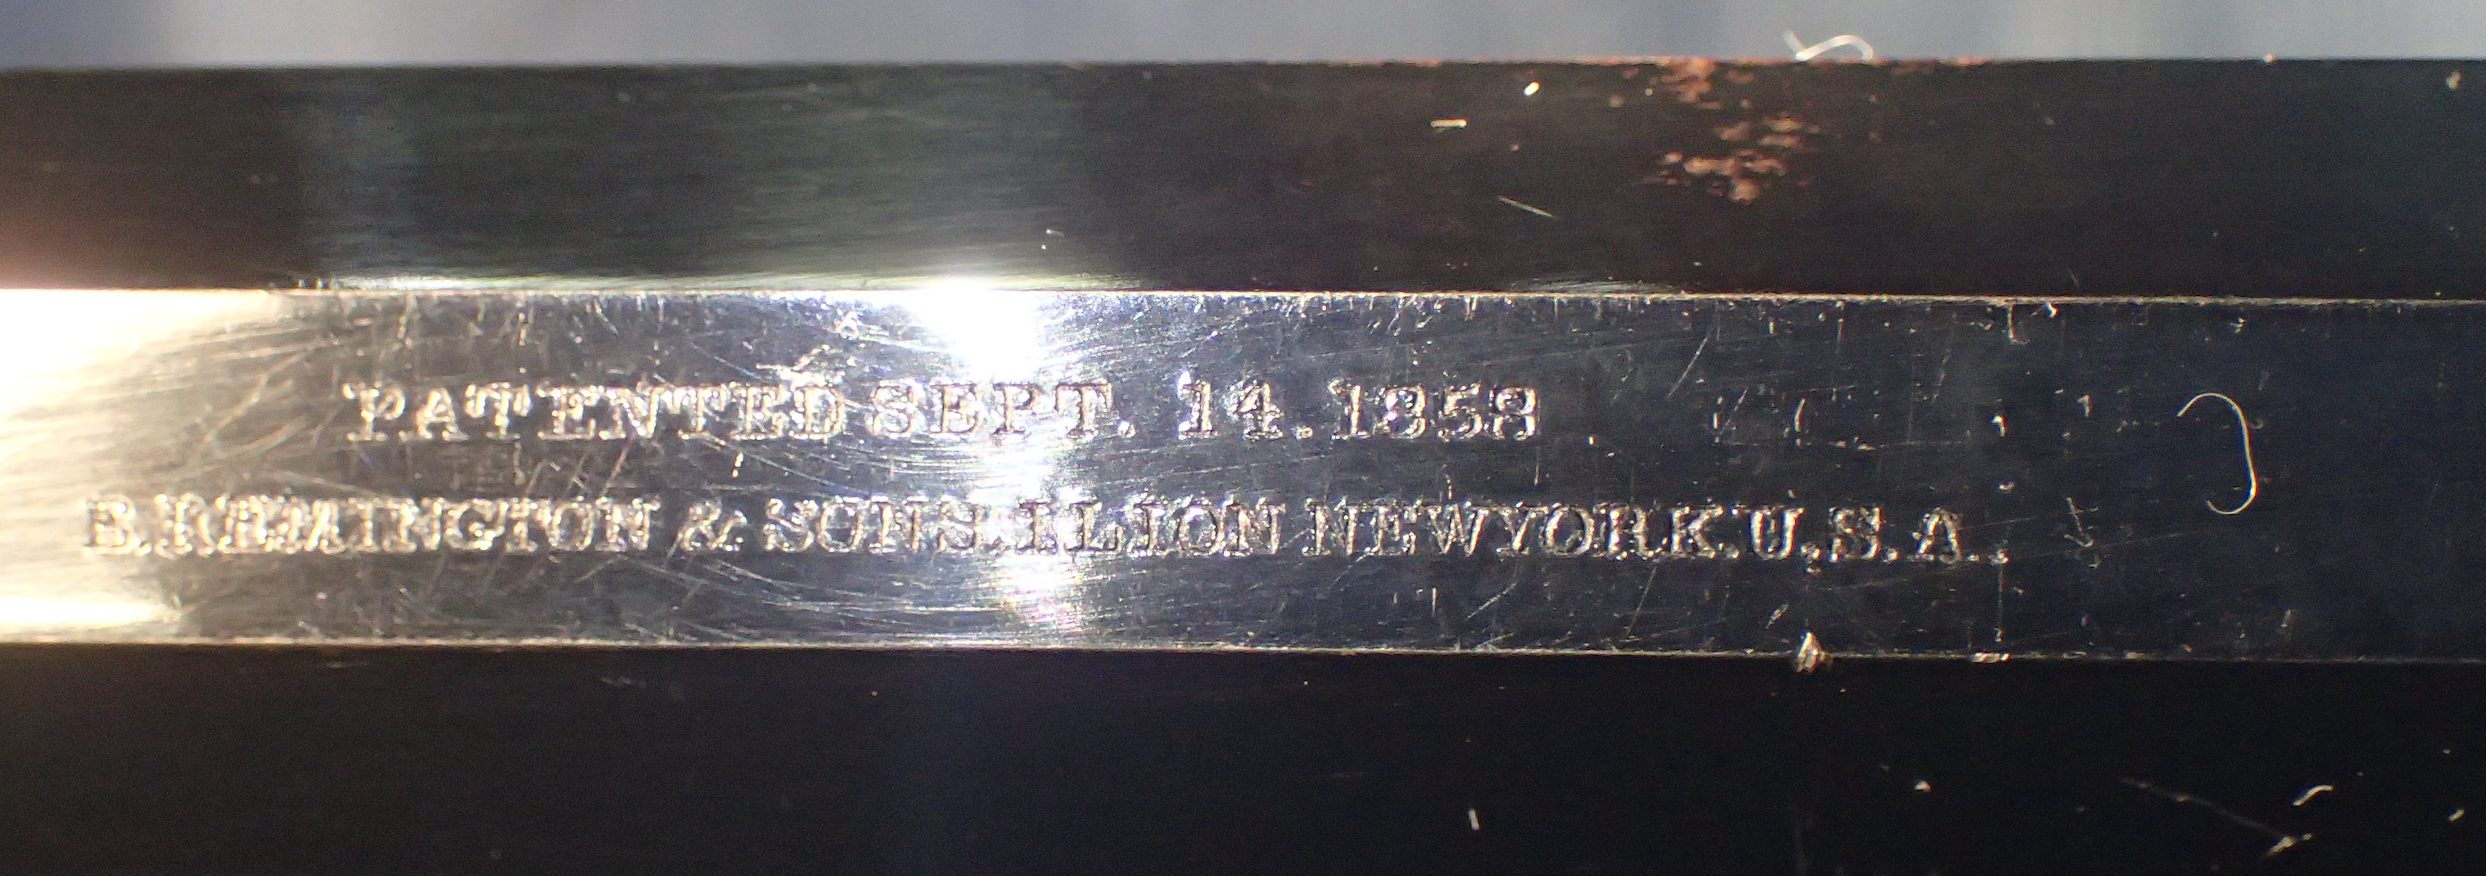 PATENTED SEPT. 14. 1858
E. REMINGTON & SONS. ILION NEWYORK.U.S.A.